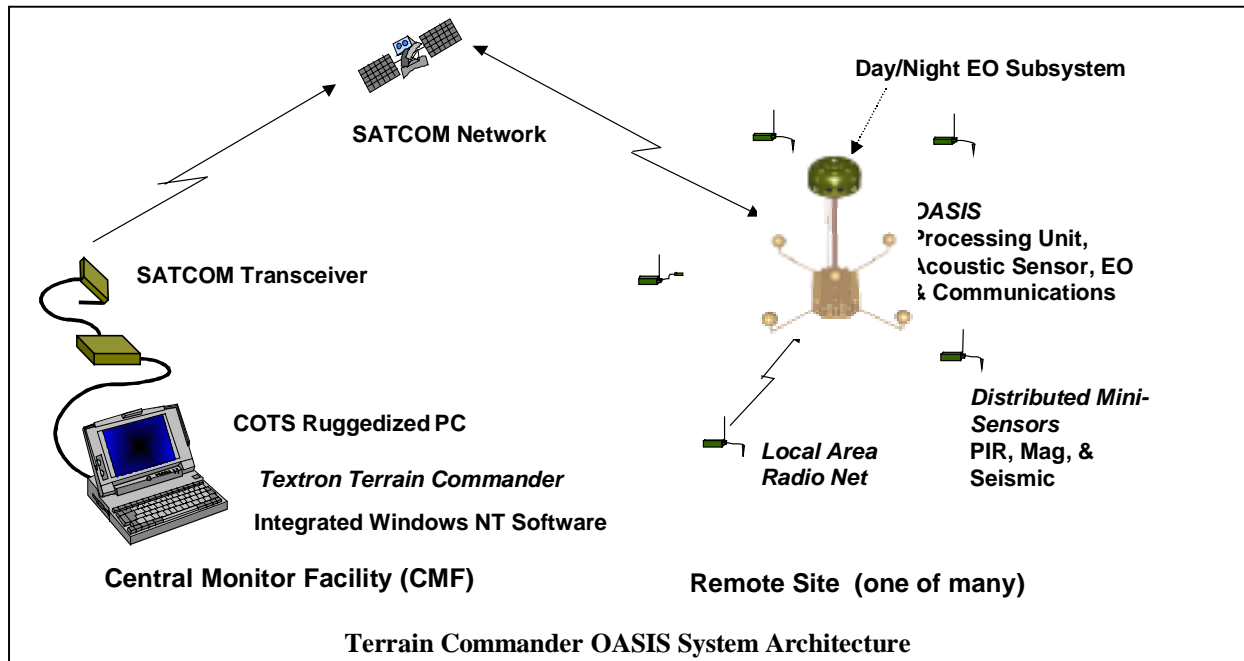 Day/Night EO Subsystem
SATCOM Network
OASIS
Processing Unit,
Acoustic Sensor, EO
& Communications
SATCOM Transceiver
COTS Ruggedized PC
Textron Terrain Commander
Integrated Windows NT Software
Central Monitor Facility (CMF)
Distributed Mini-
Sensors
PIR, Mag, &
Seismic
Local Area
Radio Net
Remote Site (one of many)
Terrain Commander OASIS System Architecture